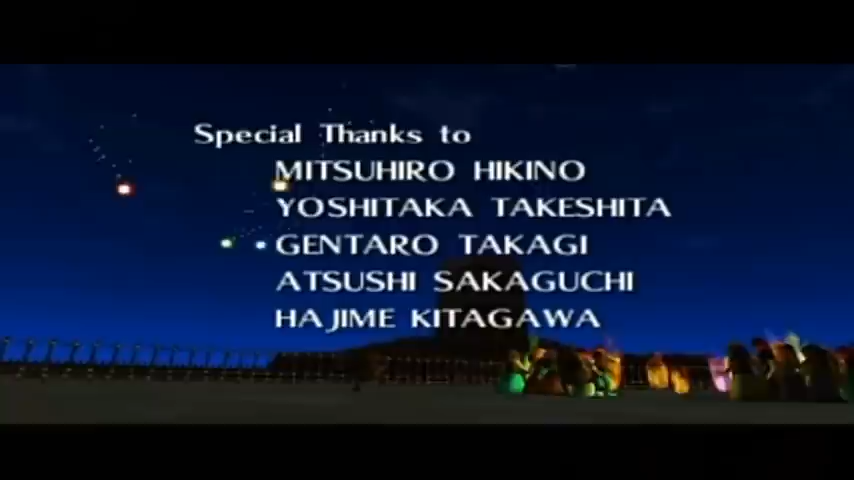 Special Thanks to
MITSUHIRO HIKINO
YOSHITAKA TAKESHITA
GENTARO TAKAGI
ATSUSHI SAKAGUCHI
HAJIME KITAGAWA